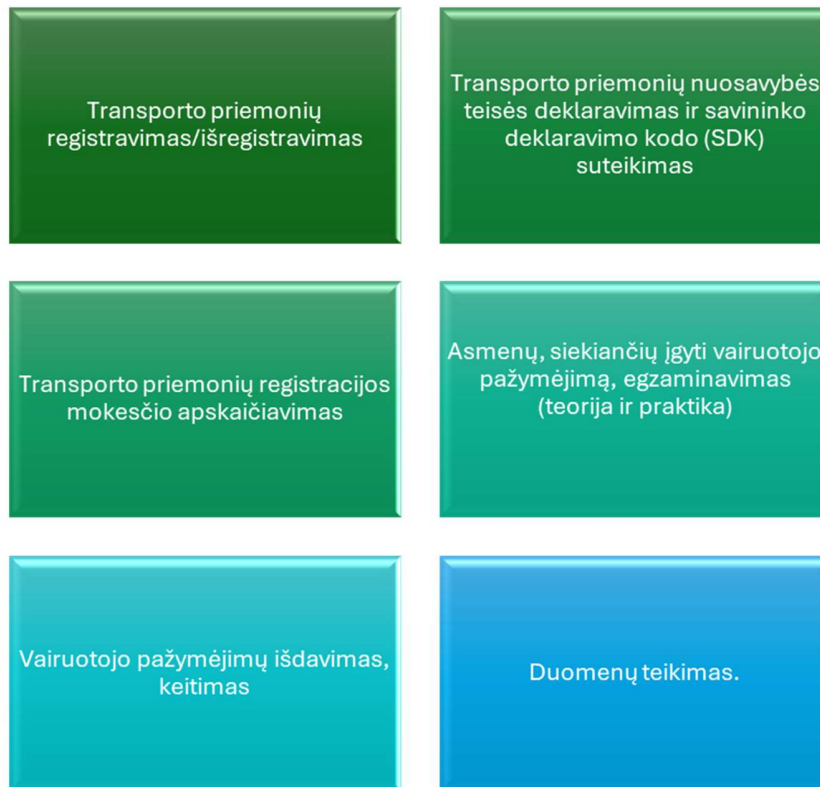 Transporto priemonių
registravimas/išregistravimas
Transporto priemonių nuosavybės
teisės deklaravimas ir savininko
deklaravimo kodo (SDK)
suteikimas
Transporto priemonių registracijos
mokesčio apskaičiavimas
Asmenų, siekiančių įgyti vairuotojo
pažymėjimą, egzaminavimas
(teorija ir praktika)
Vairuotojo pažymėjimų išdavimas,
keitimas
Duomenų teikimas.